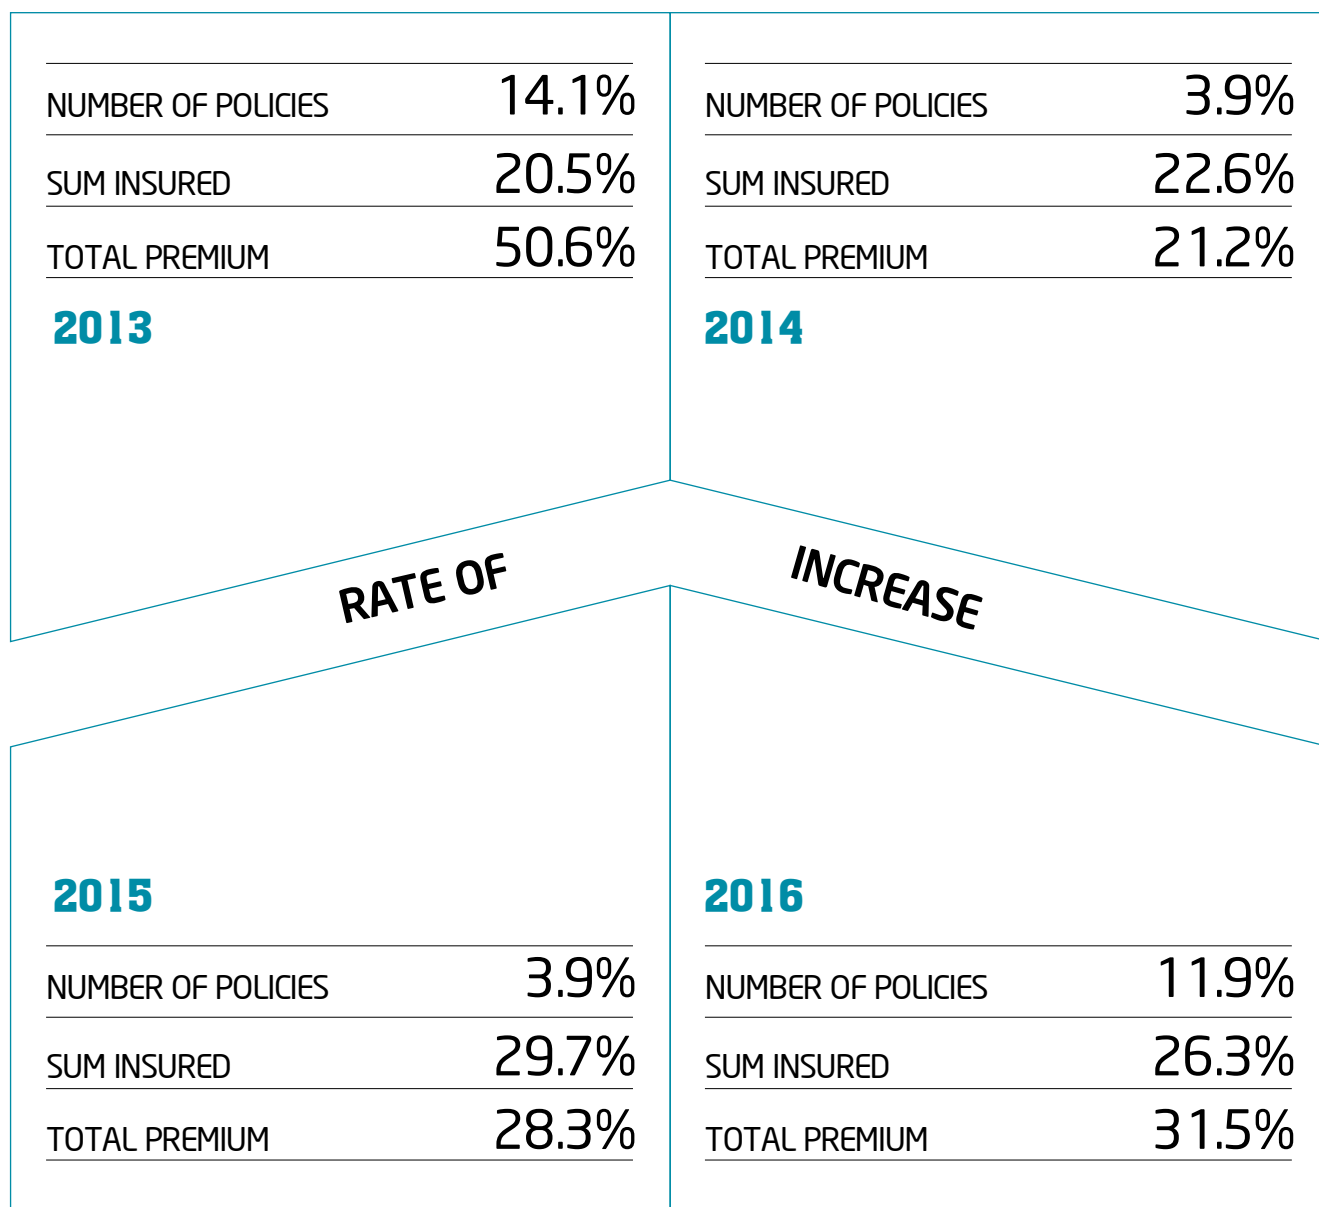 NUMBER OF POLICIES 14.1%
SUM INSURED 20.5%
TOTAL PREMIUM 50.6%
2013
NUMBER OF POLICIES 3.9%
SUM INSURED 22.6%
TOTAL PREMIUM 21.2%
2014
RATE OF INCREASE
2015
NUMBER OF POLICIES 3.9%
SUM INSURED 29.7%
TOTAL PREMIUM 28.3%
2016
NUMBER OF POLICIES 11.9%
SUM INSURED 26.3%
TOTAL PREMIUM 31.5%